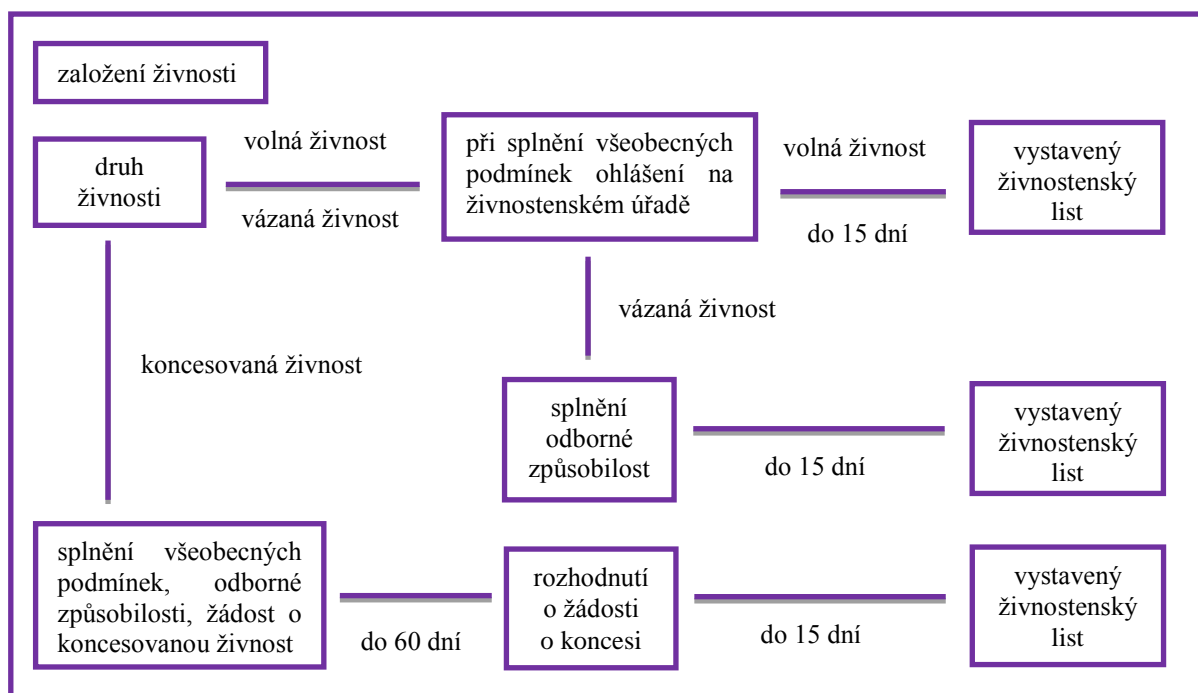 založení živnosti
druh
živnosti
volná živnost
vázaná živnost
při splnění všeobecných
podmínek ohlášení na
živnostenském úřadě
volná živnost
do 15 dní
vystavený
živnostenský
list
vázaná živnost
koncesovaná živnost
splnění
odborné
způsobilost
do 15 dní
vystavený
živnostenský
list
splnění všeobecných
podmínek, odborné
způsobilosti, žádost o
koncesovanou živnost
do 60 dní
rozhodnutí
o žádosti
o koncesi
do 15 dní
vystavený
živnostenský
list